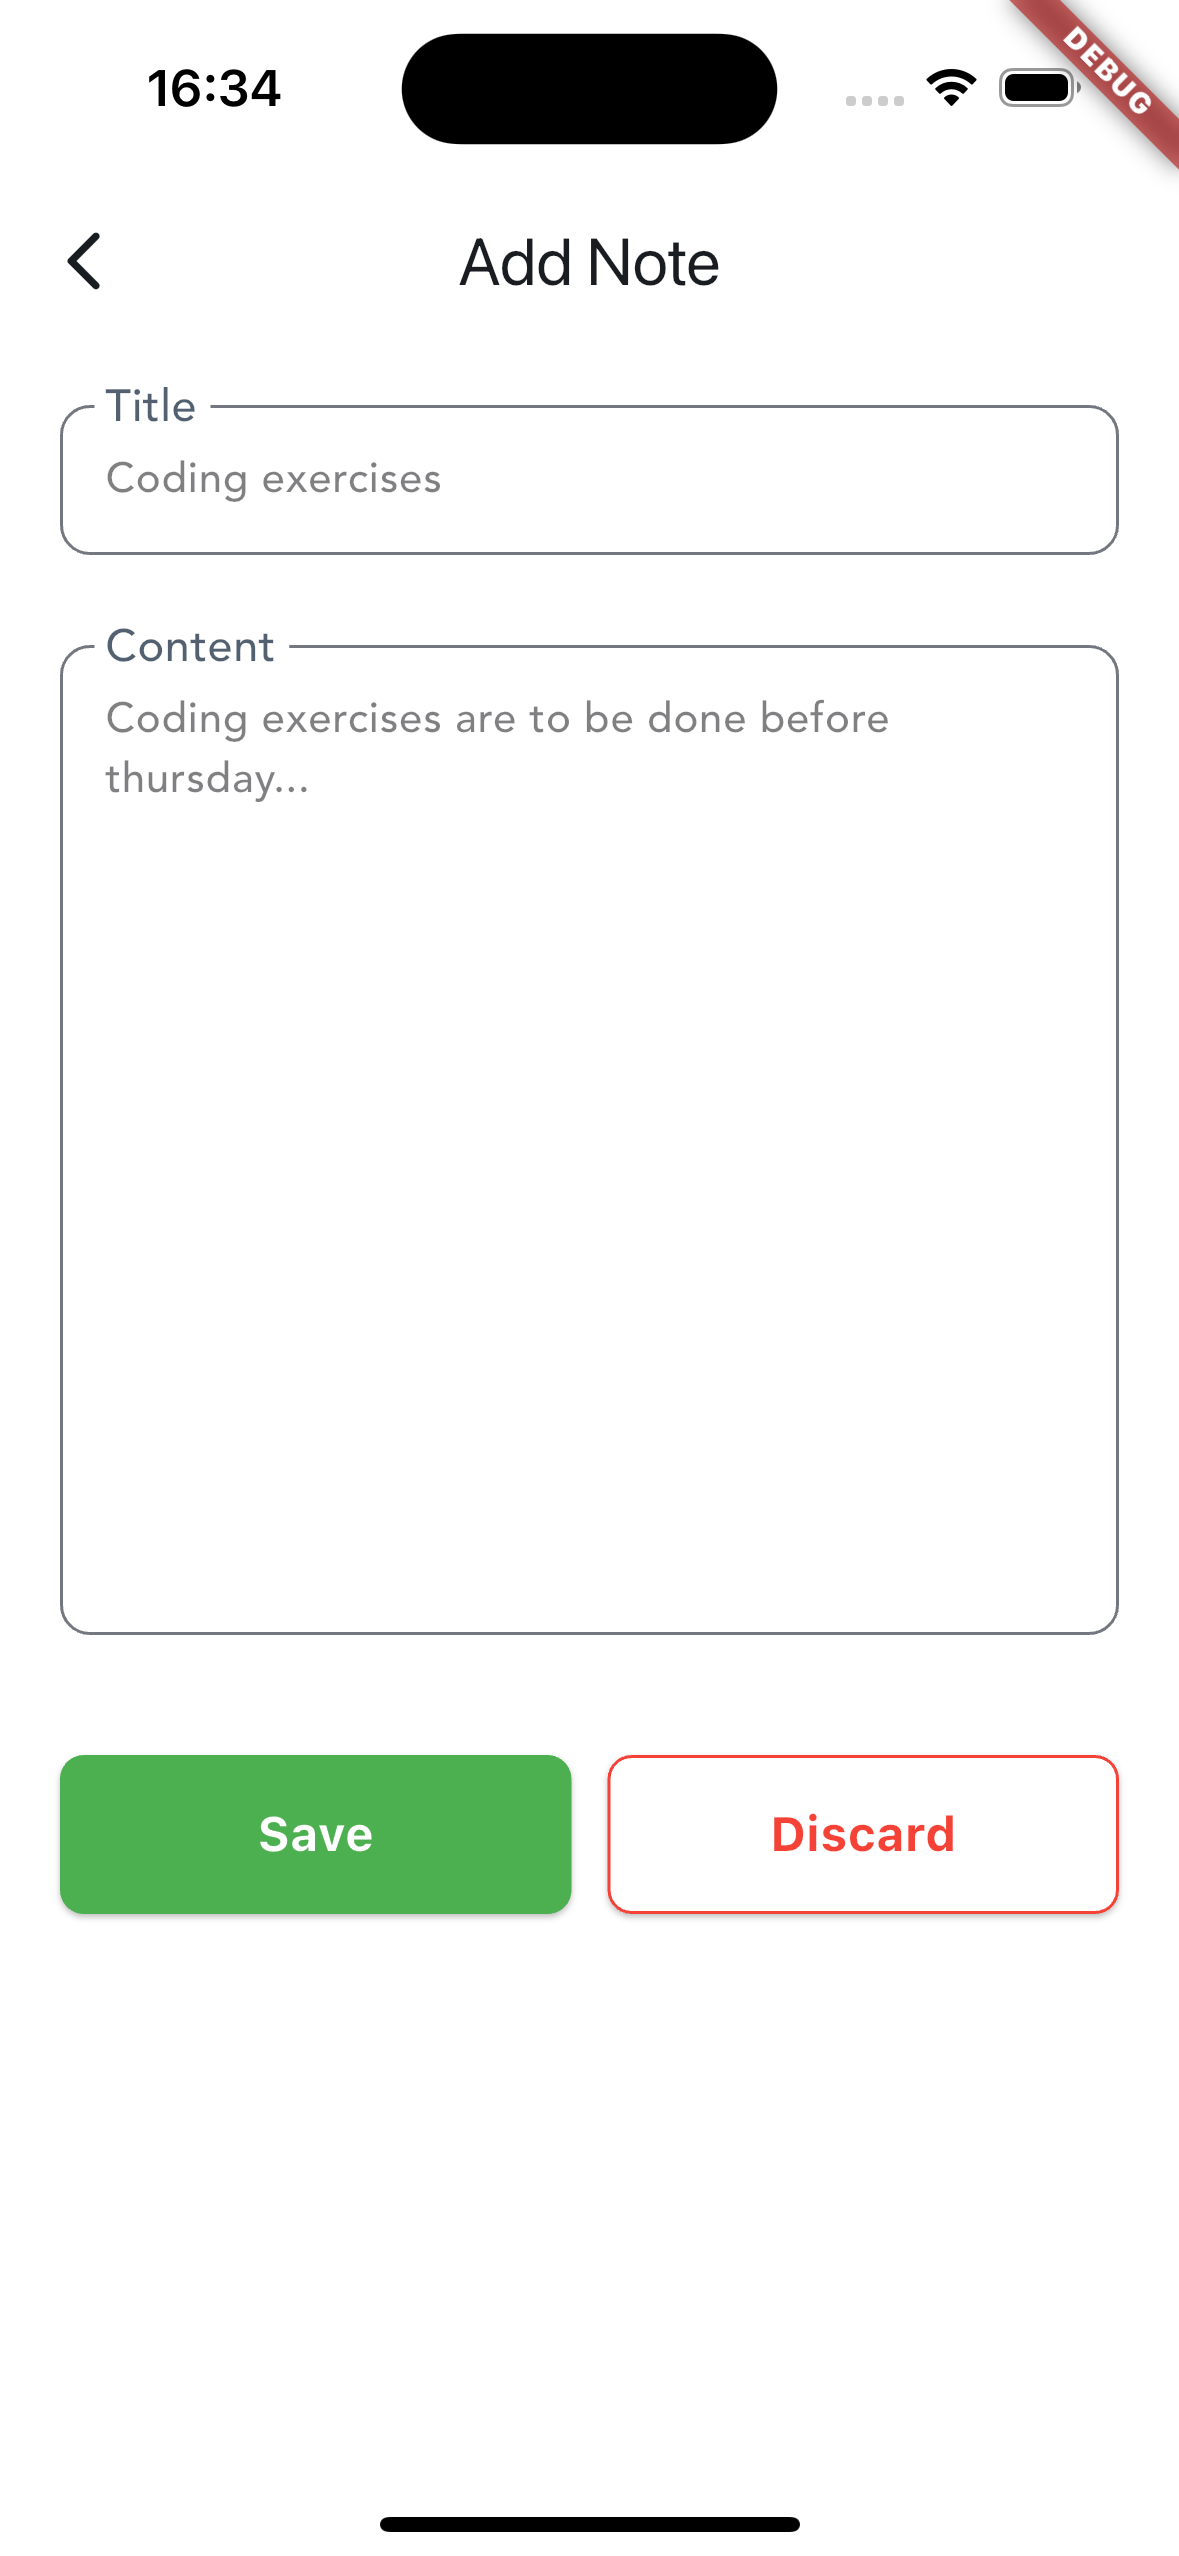 16:34
DEBUG
Add Note
Title
Coding exercises
Content
Coding exercises are to be done before
thursday...
Save
Discard